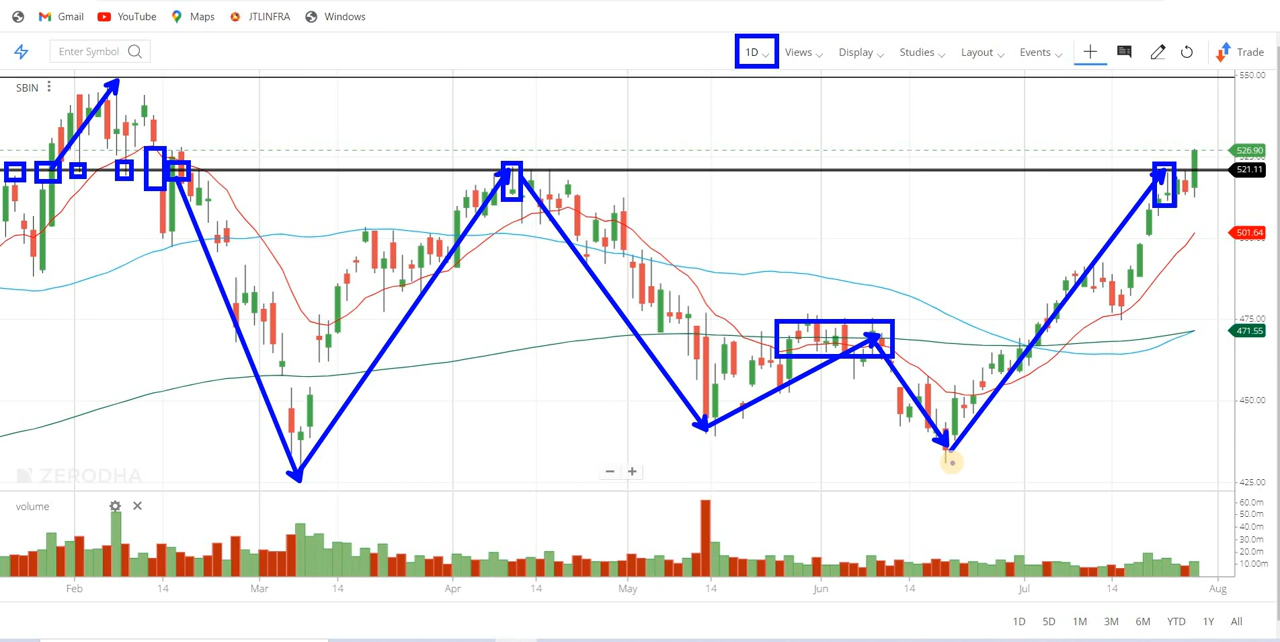 Gmail YouTube Maps JTLINFRA Windows
Enter Symbol 1D Views Display Studies Layout Events Trade
550.00
SBIN
526.90
521.11
501.64
475.00
471.55
450.00
ZERODHA
425.00
volume
60.0m
50.0m
40.0m
30.0m
20.0m
10.00m
Feb 14 Mar 14 Apr 14 May 14 Jun 14 Jul 14 Aug
1D 5D 1M 3M 6M YTD 1Y All